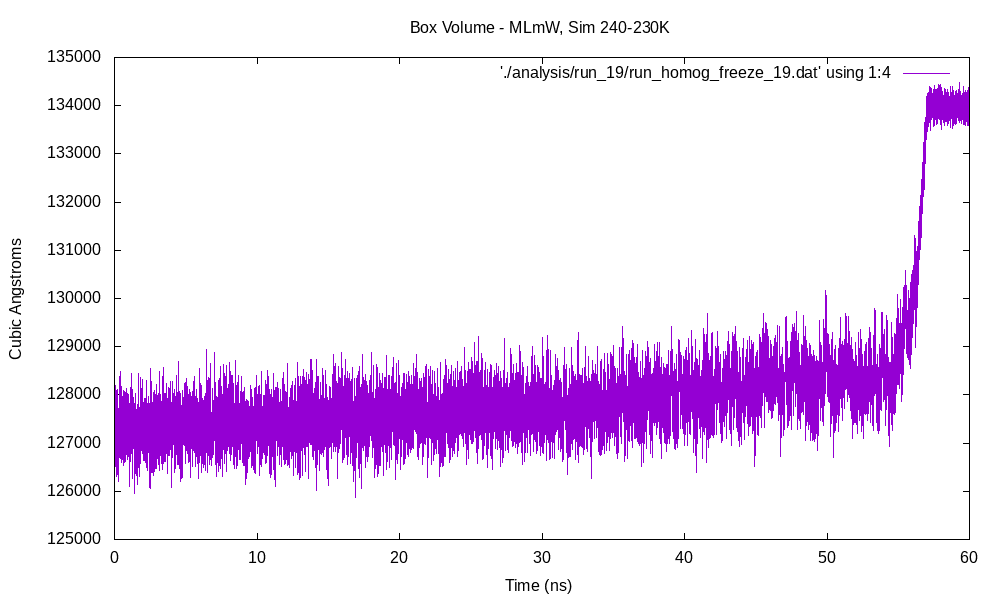 Box Volume - MLmW, Sim 240-230K
'./analysis/run_19/run_homog_freeze_19.dat' using 1:4
135000
134000
133000
132000
131000
130000
129000
128000
127000
126000
125000
Cubic Angstroms
0 10 20 30 40 50 60
Time (ns)